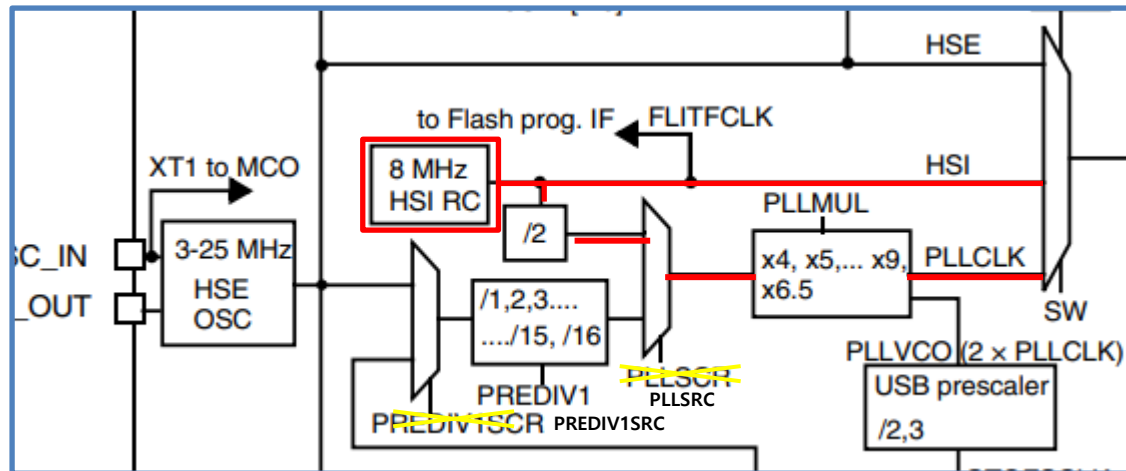 HSE
to Flash prog. IF
FLITFCLK
XT1 to MCO
8 MHz
HSI RC
HSI
/2
PLLMUL
SC_IN
3-25 MHz
HSE
OSC
x4, x5,... x9,
x6.5
PLLCLK
_OUT
/1,2,3....
..../15, /16
SW
PLLVCO (2 × PLLCLK)
PLLSCR
PLLSRC
PREDIV1
USB prescaler
/2,3
PREDIV1SCR
PREDIV1SRC